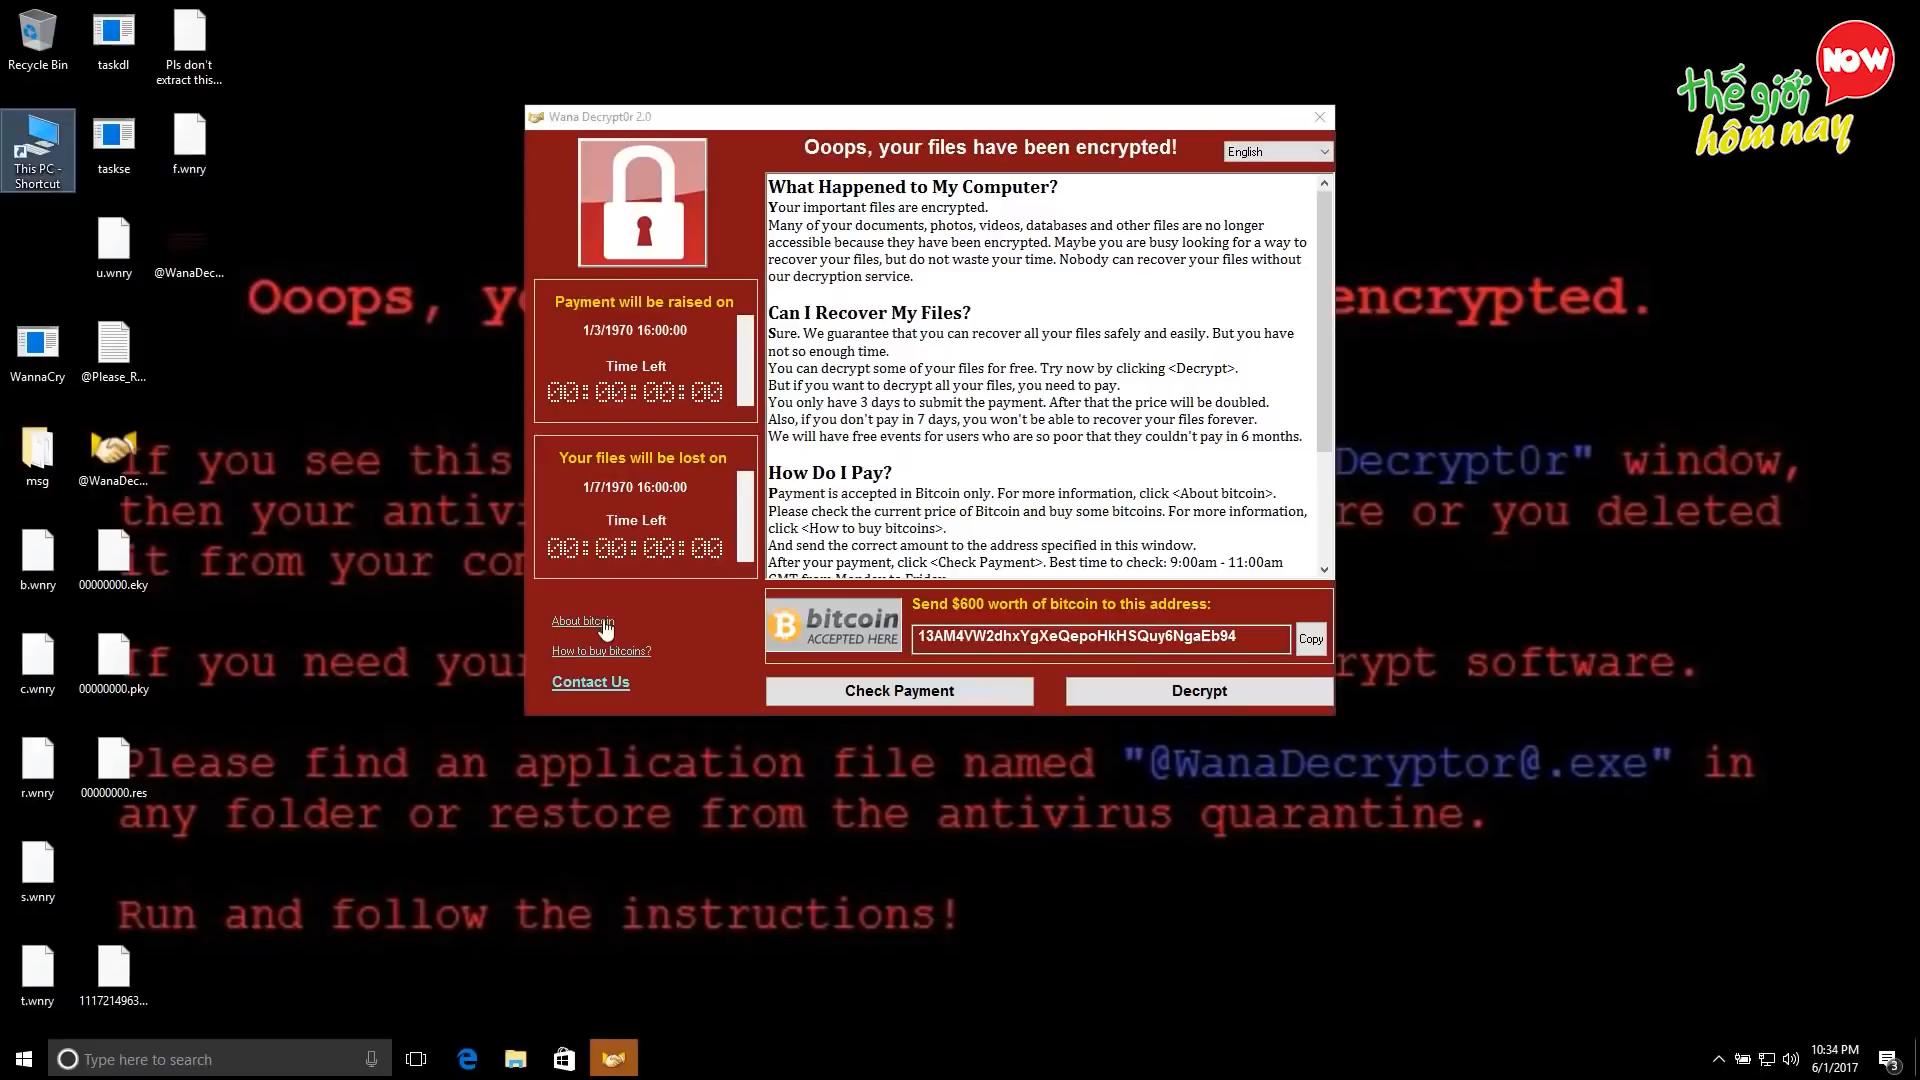 Recycle Bin
taskdl
Pls don't
extract this...
This PC -
Shortcut
taskse
f.wnry
u.wnry
@WanaDec...
WannaCry
@Please_R...
msg
@WanaDec...
b.wnry
00000000.eky
c.wnry
00000000.pky
r.wnry
00000000.res
s.wnry
t.wnry
1117214963...
NOW
thế giới
hôm nay
Wana Decrypt0r 2.0
Ooops, your files have been encrypted!
English
Payment will be raised on
1/3/1970 16:00:00
Time Left
00:00:00:00
Your files will be lost on
1/7/1970 16:00:00
Time Left
00:00:00:00
About bitcoin
How to buy bitcoins?
Contact Us
What Happened to My Computer?
Your important files are encrypted.
Many of your documents, photos, videos, databases and other files are no longer
accessible because they have been encrypted. Maybe you are busy looking for a way to
recover your files, but do not waste your time. Nobody can recover your files without
our decryption service.
Can I Recover My Files?
Sure. We guarantee that you can recover all your files safely and easily. But you have
not so enough time.
You can decrypt some of your files for free. Try now by clicking <Decrypt>.
But if you want to decrypt all your files, you need to pay.
You only have 3 days to submit the payment. After that the price will be doubled.
Also, if you don't pay in 7 days, you won't be able to recover your files forever.
We will have free events for users who are so poor that they couldn't pay in 6 months.
How Do I Pay?
Payment is accepted in Bitcoin only. For more information, click <About bitcoin>.
Please check the current price of Bitcoin and buy some bitcoins. For more information,
click <How to buy bitcoins>.
And send the correct amount to the address specified in this window.
After your payment, click <Check Payment>. Best time to check: 9:00am - 11:00am
GMT from Monday to Friday.
bitcoin
ACCEPTED HERE
Send $600 worth of bitcoin to this address:
13AM4VW2dhxYgXeQepoHkHSQuy6NgaEb94
Copy
Check Payment
Decrypt
Ooops, y encrypted.
If you see this Decrypt0r" window,
then your antiv re or you deleted
it from your co
If you need you rypt software.
Please find an application file named "@WanaDecryptor@.exe" in
any folder or restore from the antivirus quarantine.
Run and follow the instructions!
Type here to search
10:34 PM
6/1/2017
3